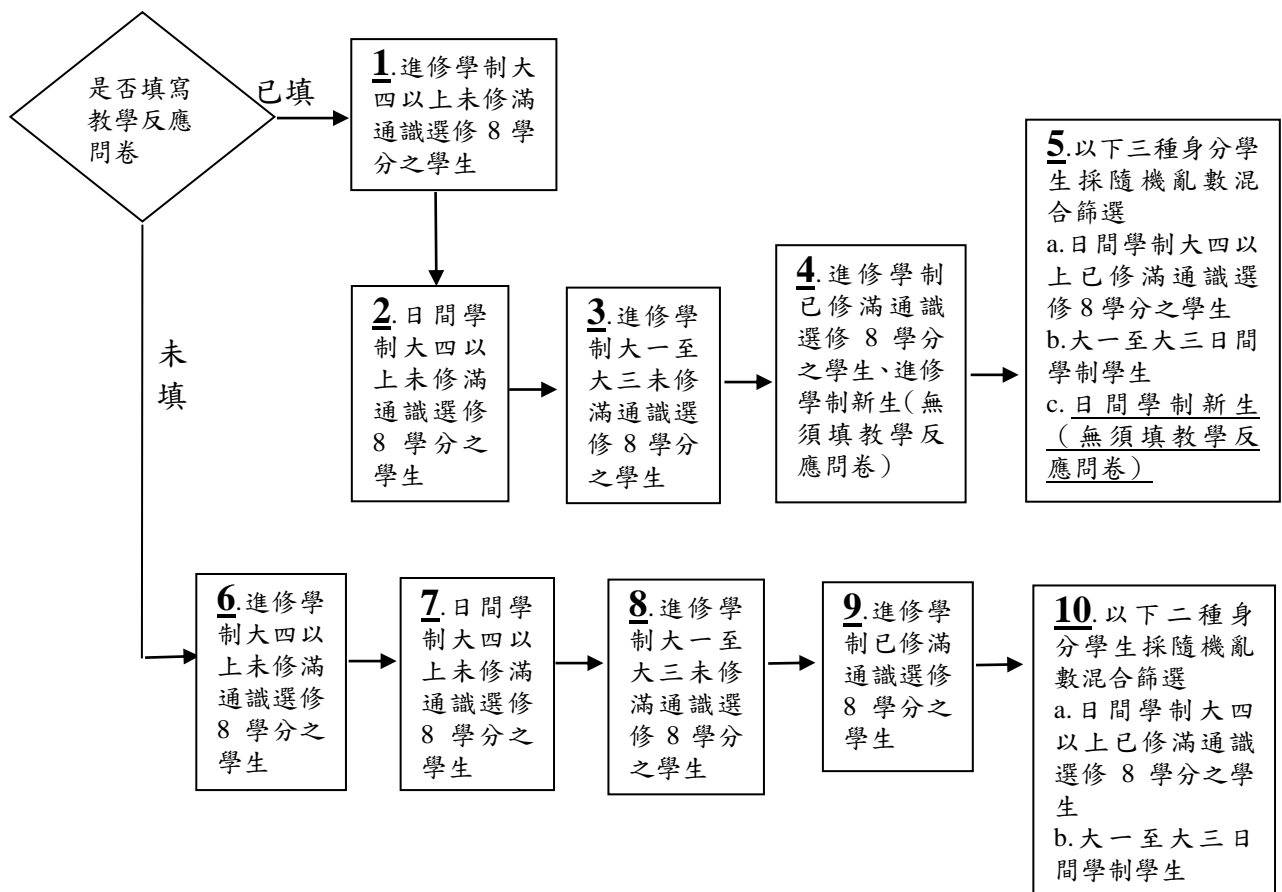 是否填寫
教學反應
問卷
已填
1.進修學制大
四以上未修滿
通識選修 8 學
分之學生
2.日間學
制大四以
上未修滿
通識選修
8 學分之
學生
3.進修學
制大一至
大三未修
滿通識選
修 8 學分
之學生
4.進修學制
已修滿通識
選修 8 學分
之學生、進修
學制新生(無
須填教學反
應問卷)
5.以下三種身分學
生採隨機亂數混
合篩選
a.日間學制大四以
上已修滿通識選
修8學分之學生
b.大一至大三日間
學制學生
c.日間學制新生
(無須填教學反
應問卷)
未
填
6.進修學
制大四以
上未修滿
通識選修
8 學分之
學生
7.日間學
制大四以
上未修滿
通識選修
8 學分之
學生
8.進修學
制大一至
大三未修
滿通識選
修 8 學分
之學生
9.進修學
制已修滿
通識選修
8 學分之
學生
10.以下二種身
分學生採隨機亂
數混合篩選
a.日間學制大四
以上已修滿通識
選修 8 學分之學
生
b.大一至大三日
間學制學生